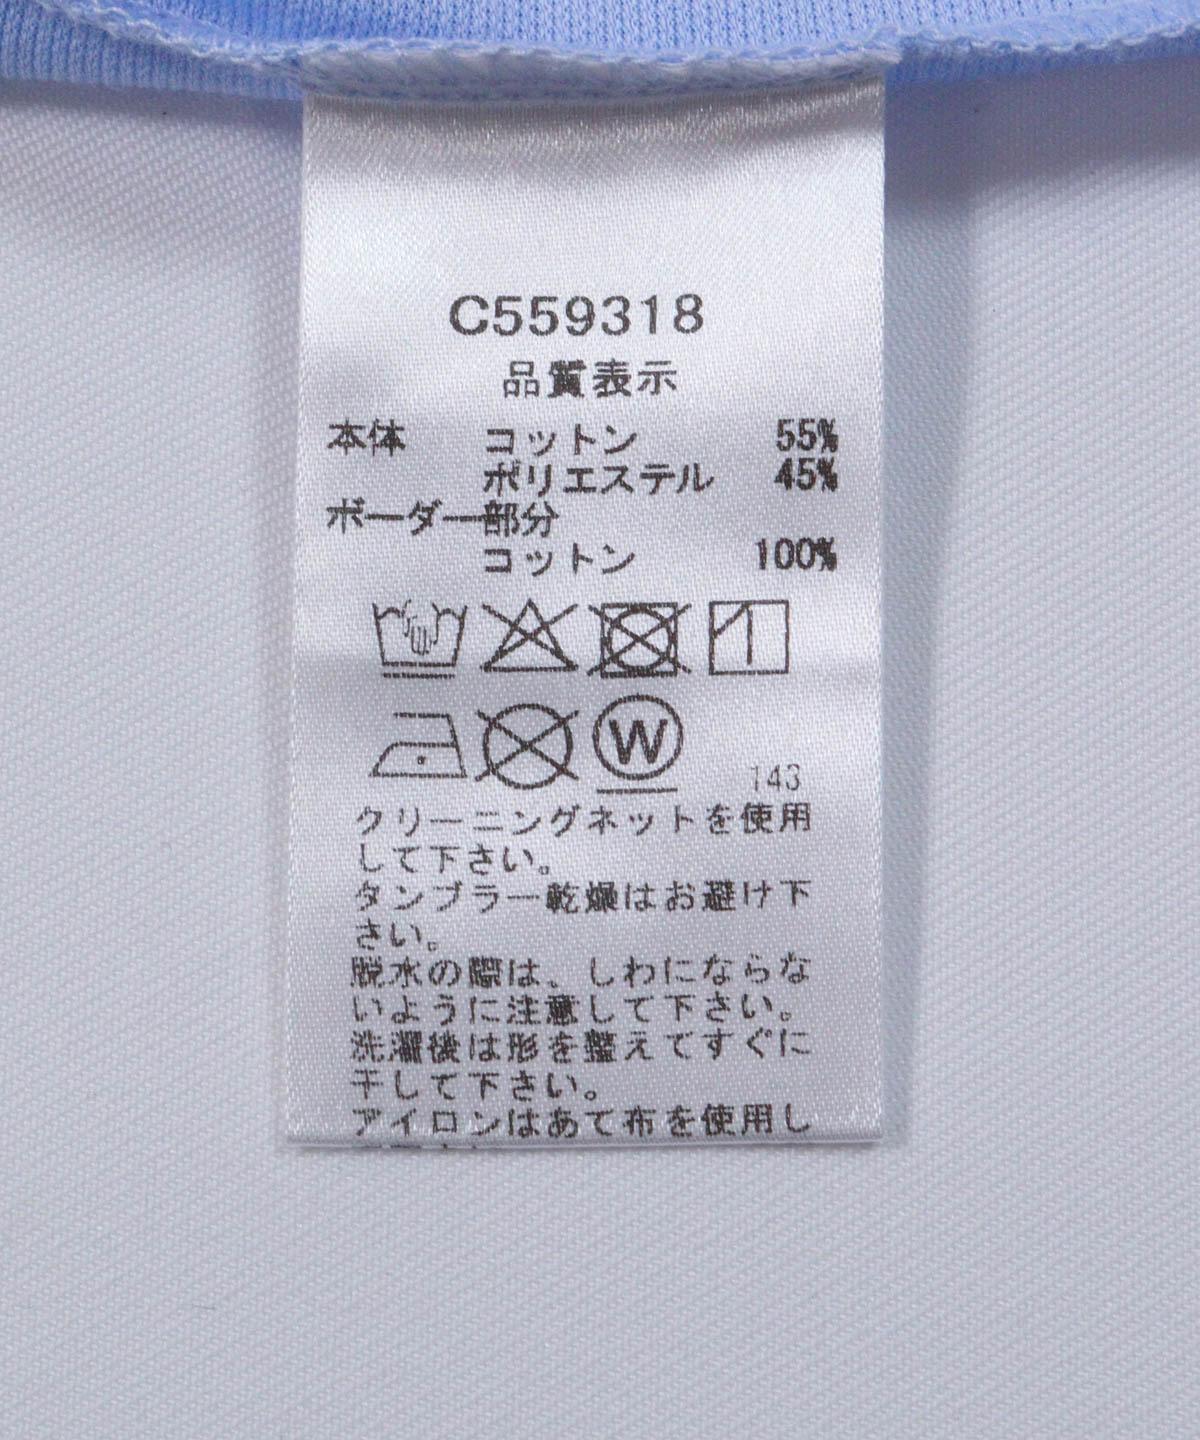 C559318
品質表示
本体 コットン 55%
ポリエステル 45%
ボーダー部分
コットン 100%
W
143
クリーニングネットを使用
して下さい。
タンブラー乾燥はお避け下
さい。
脱水の際は、しわにならな
いように注意して下さい。
洗濯後は形を整えてすぐに
干して下さい。
アイロンはあて布を使用し